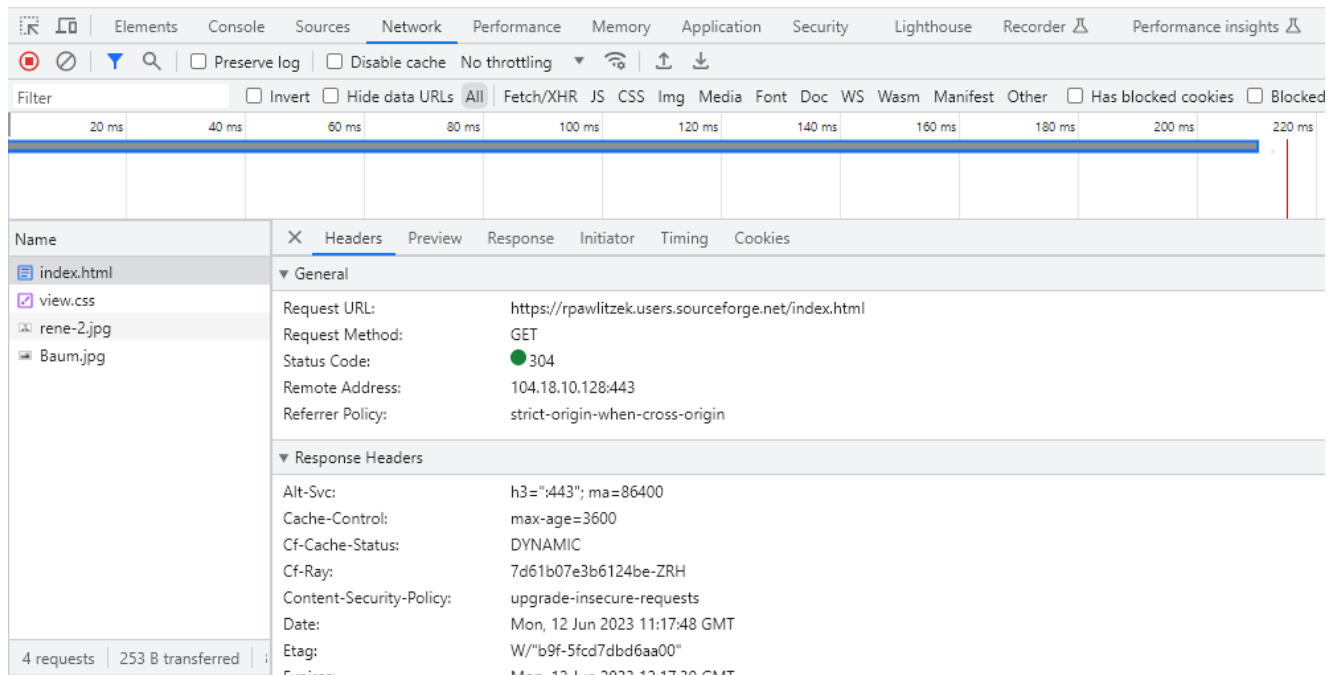 Elements Console Sources Network Performance Memory Application Security Lighthouse Recorder Performance insights
Preserve log Disable cache No throttling
Filter Invert Hide data URLs All Fetch/XHR JS CSS Img Media Font Doc WS Wasm Manifest Other Has blocked cookies Blocked
20 ms 40 ms 60 ms 80 ms 100 ms 120 ms 140 ms 160 ms 180 ms 200 ms 220 ms
Name
index.html
view.css
rene-2.jpg
Baum.jpg
4 requests 253 B transferred
Headers Preview Response Initiator Timing Cookies
General
Request URL: https://rpawlitzek.users.sourceforge.net/index.html
Request Method: GET
Status Code: 304
Remote Address: 104.18.10.128:443
Referrer Policy: strict-origin-when-cross-origin
Response Headers
Alt-Svc: h3=":443"; ma=86400
Cache-Control: max-age=3600
Cf-Cache-Status: DYNAMIC
Cf-Ray: 7d61b07e3b6124be-ZRH
Content-Security-Policy: upgrade-insecure-requests
Date: Mon, 12 Jun 2023 11:17:48 GMT
Etag: W/"b9f-5fcd7dbd6aa00"